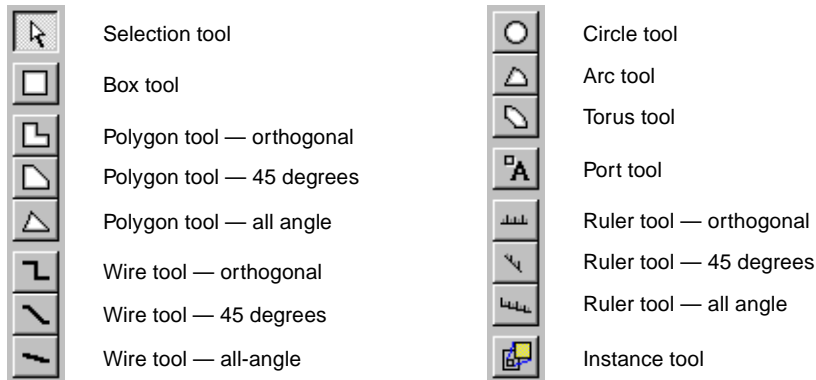 Selection tool
Box tool
Polygon tool — orthogonal
Polygon tool — 45 degrees
Polygon tool — all angle
Wire tool — orthogonal
Wire tool — 45 degrees
Wire tool — all-angle
Circle tool
Arc tool
Torus tool
A
Port tool
Ruler tool — orthogonal
Ruler tool — 45 degrees
Ruler tool — all angle
Instance tool